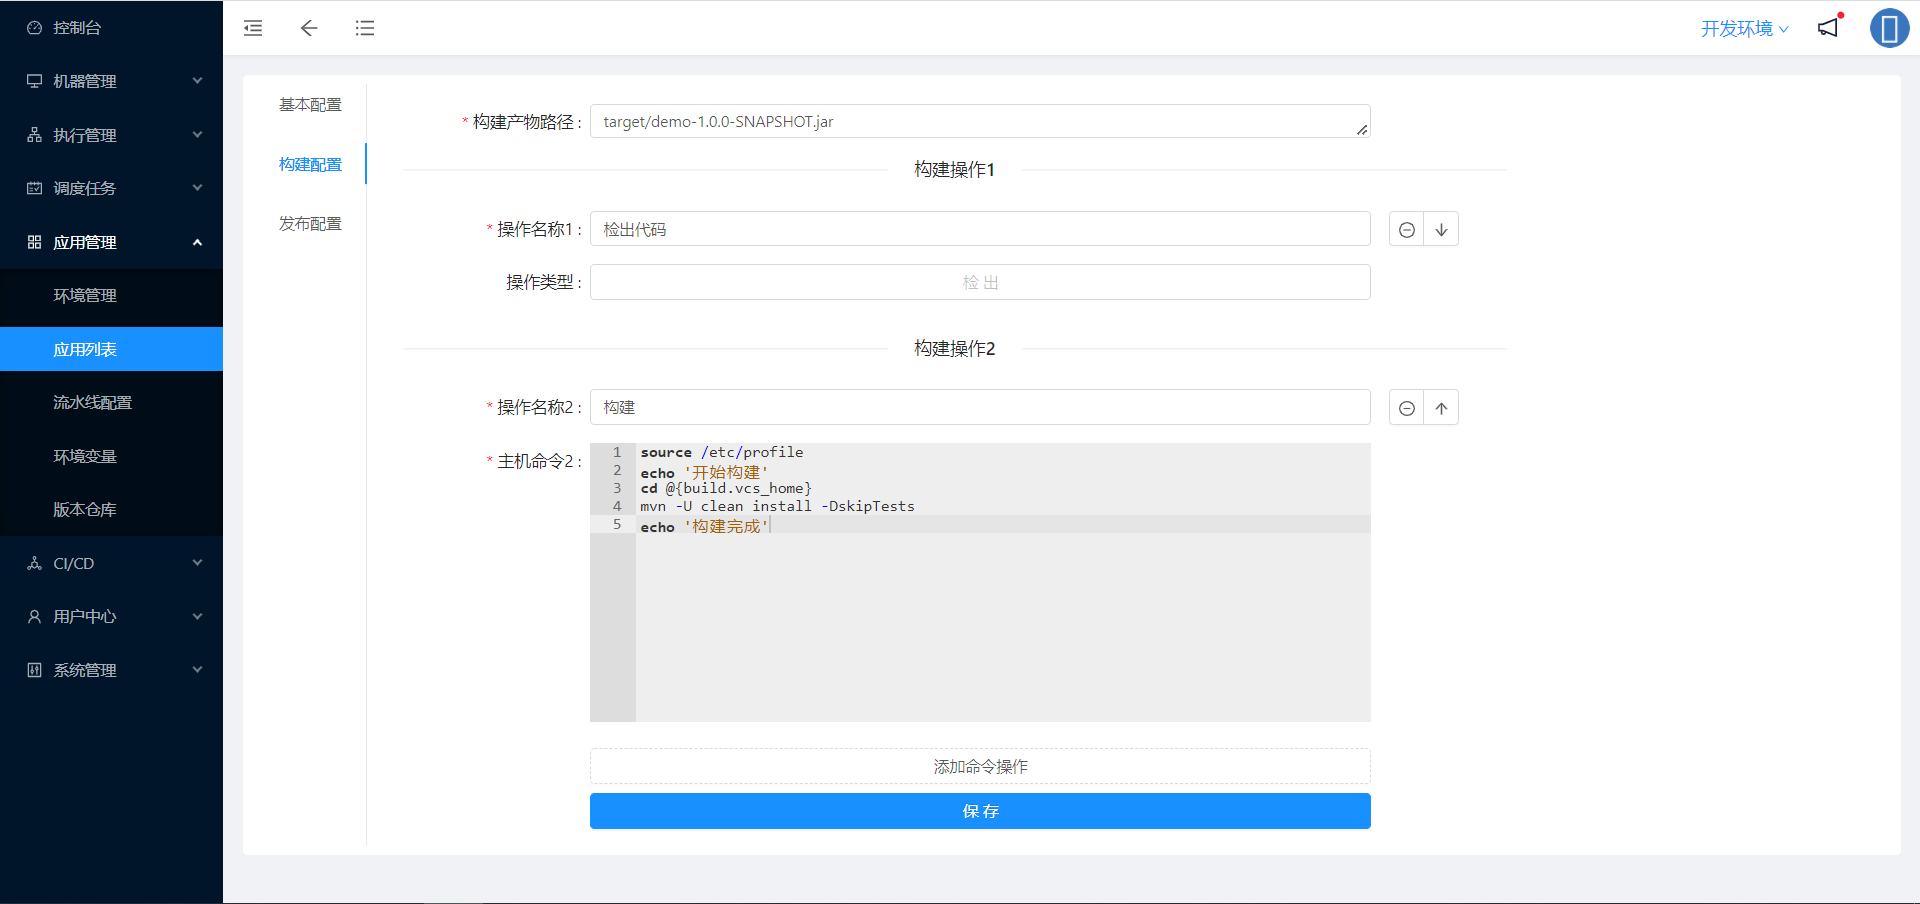 控制台
机器管理
执行管理
调度任务
应用管理
环境管理
应用列表
流水线配置
环境变量
版本仓库
CI/CD
用户中心
系统管理
开发环境
基本配置
构建配置
发布配置
* 构建产物路径 : target/demo-1.0.0-SNAPSHOT.jar
构建操作1
* 操作名称1 : 检出代码
操作类型 : 检 出
构建操作2
* 操作名称2 : 构建
* 主机命令2 :
1 source /etc/profile
2 echo '开始构建'
3 cd @{build.vcs_home}
4 mvn -U clean install -DskipTests
5 echo '构建完成'
添加命令操作
保 存